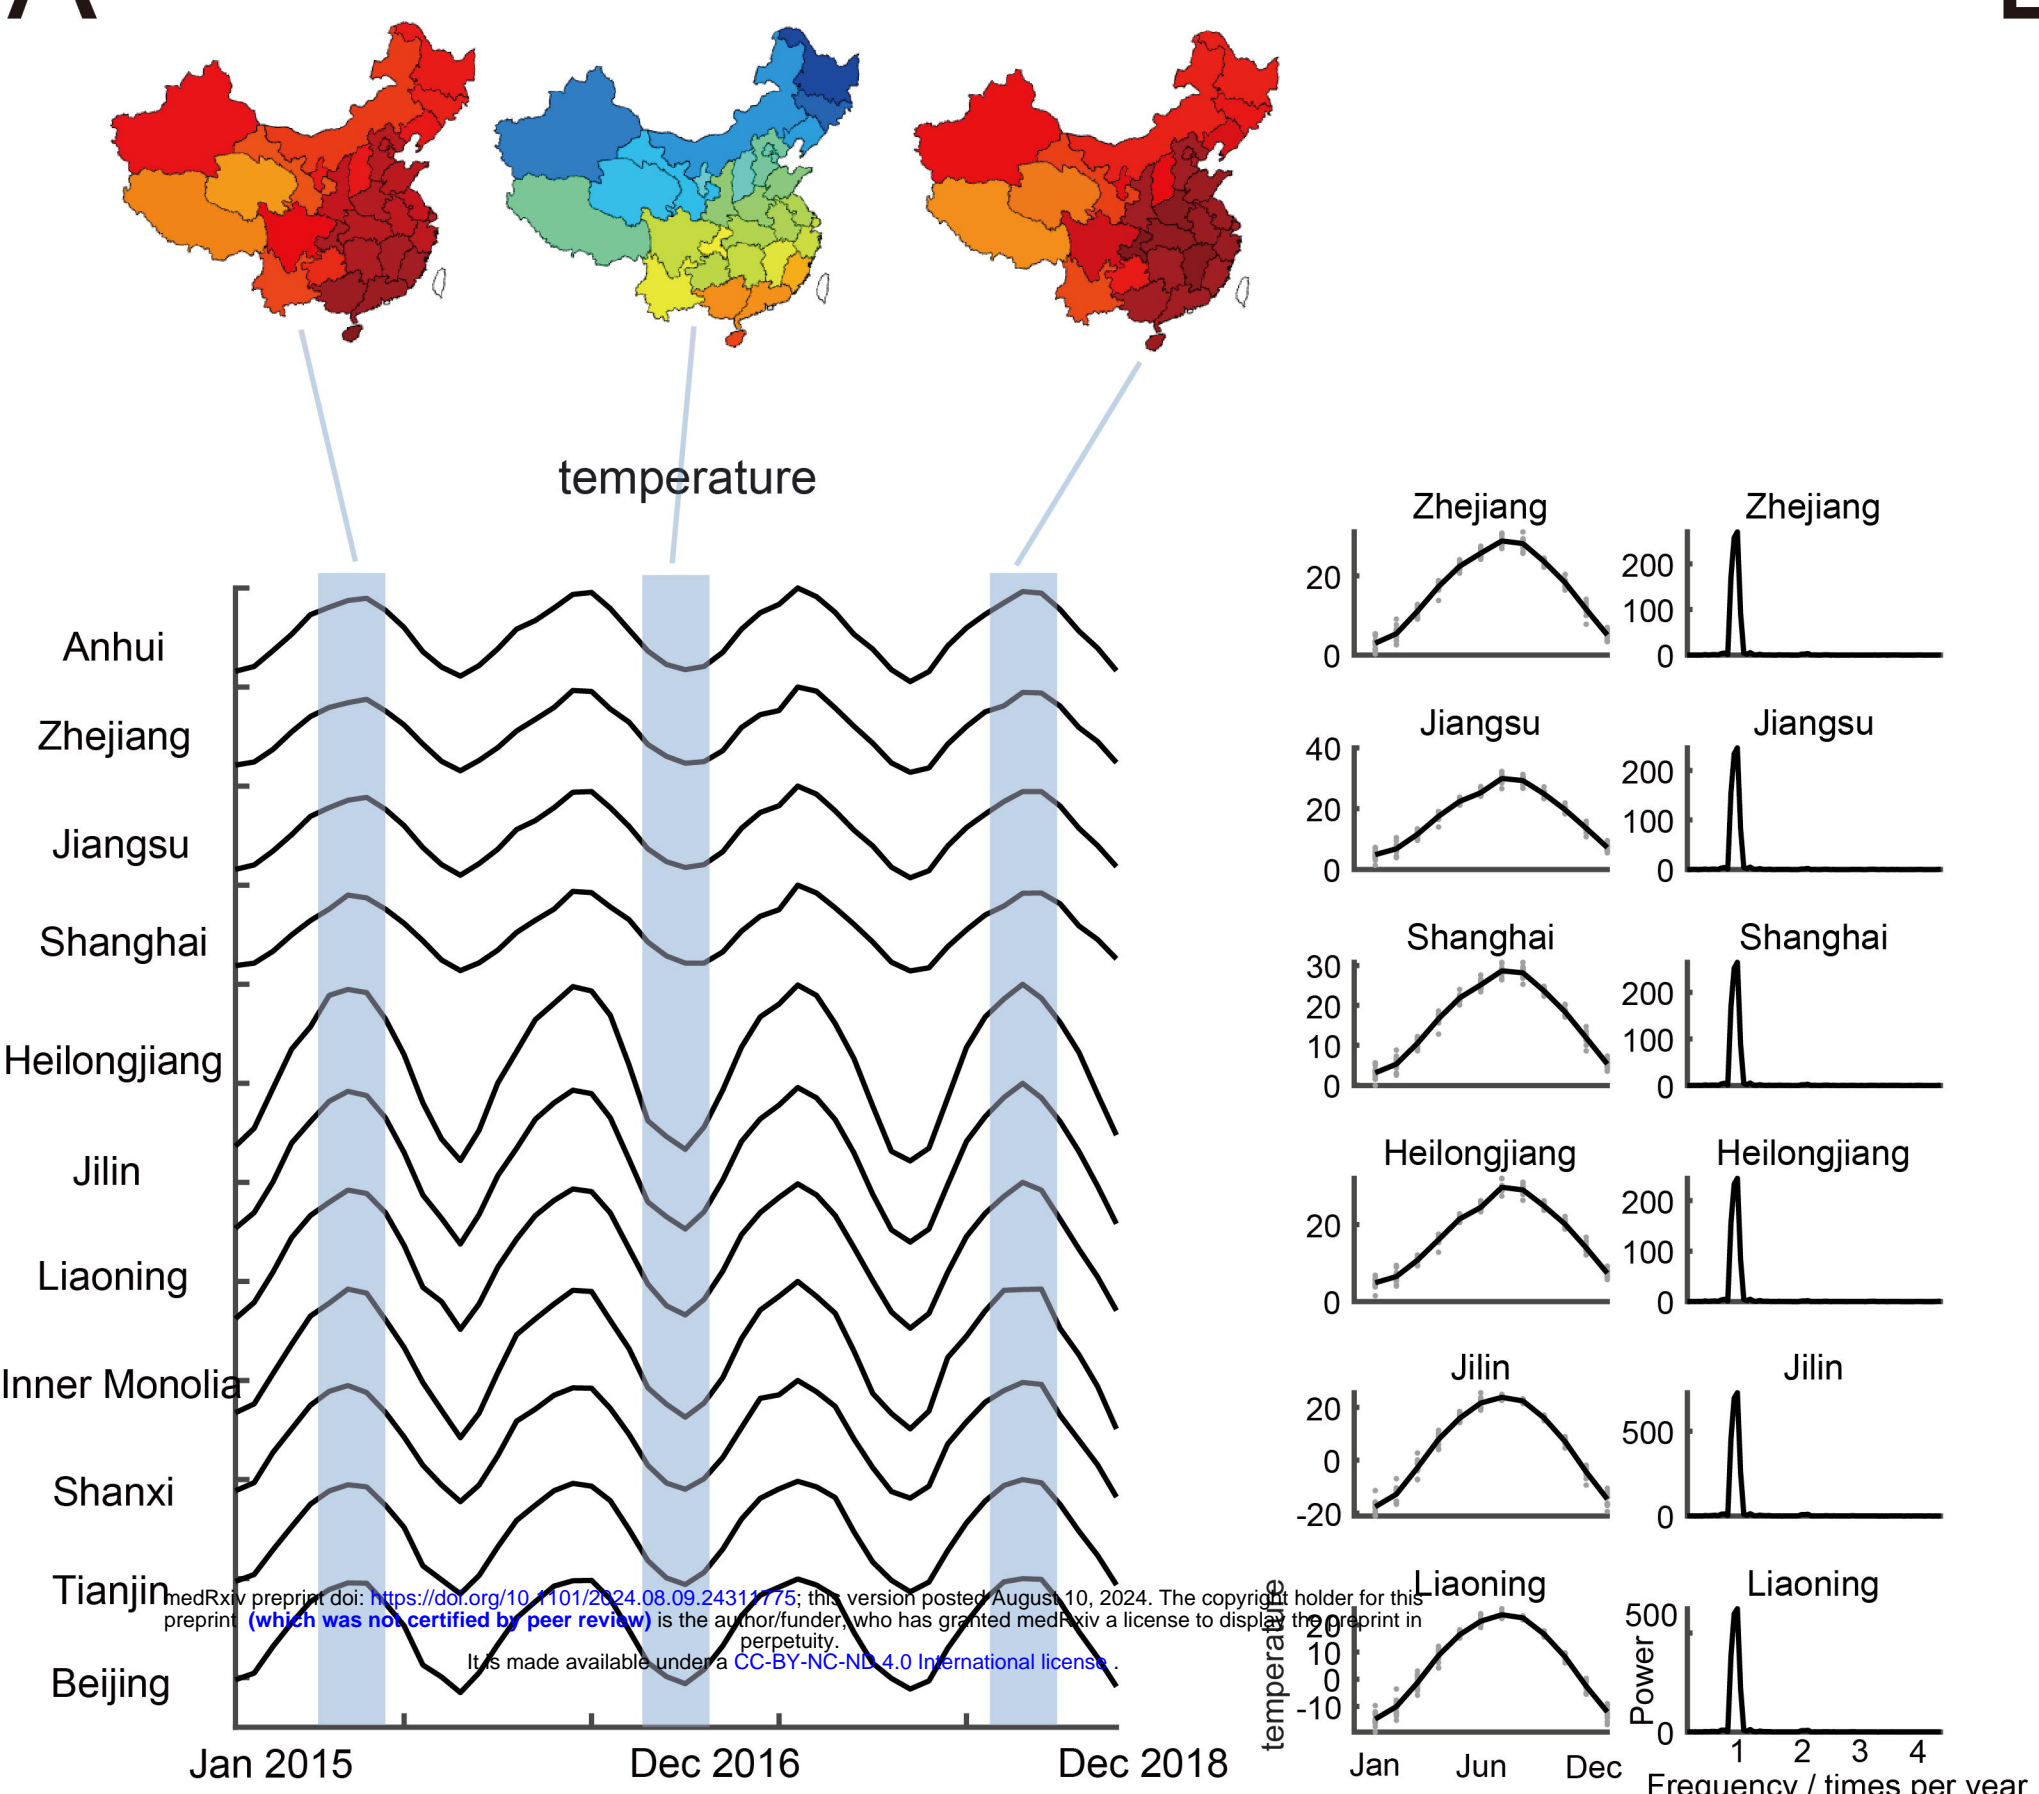 temperature
Anhui
Zhejiang
Jiangsu
Shanghai
Heilongjiang
Jilin
Liaoning
Inner Monolia
Shanxi
Tianjin
Beijing
Jan 2015 Dec 2016 Dec 2018
Zhejiang Zhejiang
20
0
200
100
0
Jiangsu Jiangsu
40
20
0
200
100
0
Shanghai Shanghai
30
20
10
0
200
100
0
Heilongjiang Heilongjiang
20
0
200
100
0
Jilin Jilin
20
0
-20
500
0
Liaoning Liaoning
temperature
20
10
0
-10
Jan Jun Dec
Power
500
0
1 2 3 4
Frequency / times per year
medRxiv preprint doi: https://doi.org/10.1101/2024.08.09.24311775; this version posted August 10, 2024. The copyright holder for this
preprint (which was not certified by peer review) is the author/funder, who has granted medRxiv a license to display the preprint in
perpetuity.
It is made available under a CC-BY-NC-ND 4.0 International license .